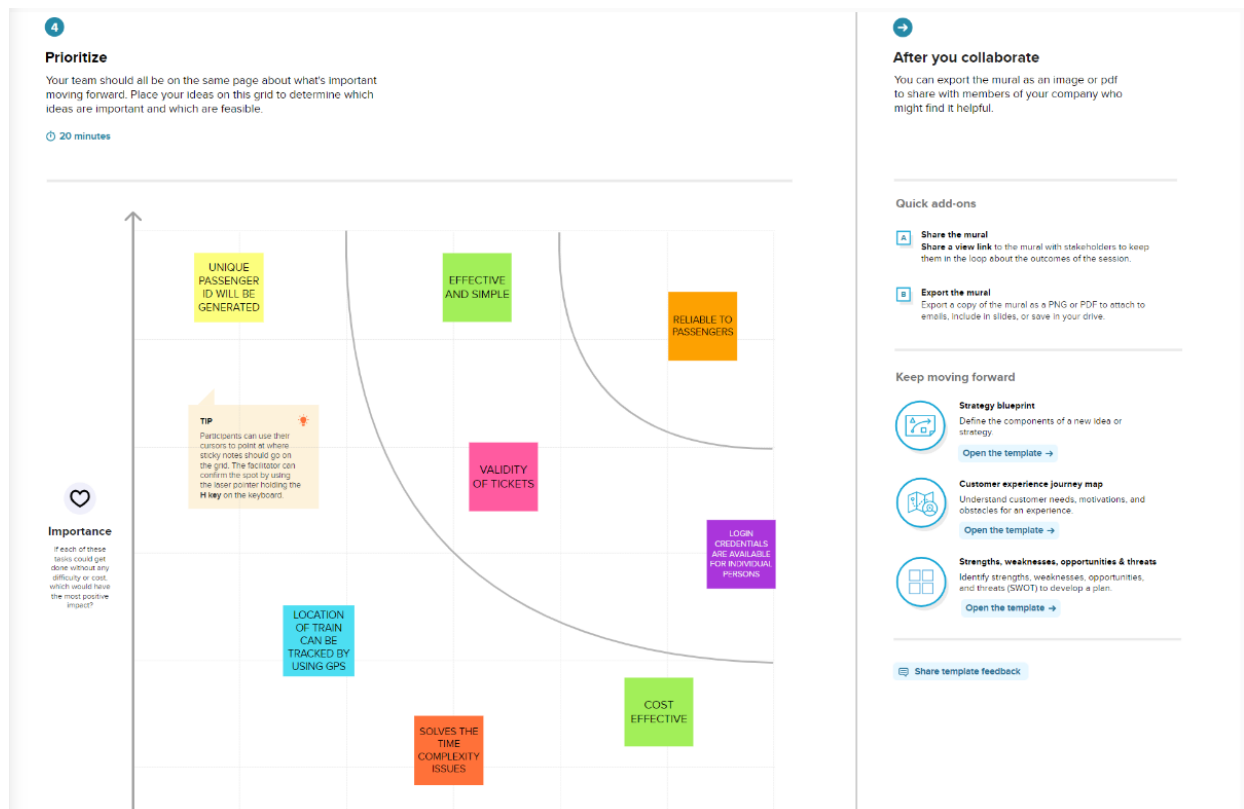 4
Prioritize
Your team should all be on the same page about what's important
moving forward. Place your ideas on this grid to determine which
ideas are important and which are feasible.
20 minutes
UNIQUE
PASSENGER
ID WILL BE
GENERATED
EFFECTIVE
AND SIMPLE
RELIABLE TO
PASSENGERS
TIP
Participants can use their
cursors to point at where
sticky notes should go on
the grid. The facilitator can
confirm the spot by using
the laser pointer holding the
H key on the keyboard.
VALIDITY
OF TICKETS
Importance
If each of these
tasks could get
done without any
difficulty or cost,
which would have
the most positive
impact?
LOGIN
CREDENTIALS
ARE AVAILABLE
FOR INDIVIDUAL
PERSONS
LOCATION
OF TRAIN
CAN BE
TRACKED BY
USING GPS
COST
EFFECTIVE
SOLVES THE
TIME
COMPLEXITY
ISSUES
After you collaborate
You can export the mural as an image or pdf
to share with members of your company who
might find it helpful.
Quick add-ons
A
Share the mural
Share a view link to the mural with stakeholders to keep
them in the loop about the outcomes of the session.
B
Export the mural
Export a copy of the mural as a PNG or PDF to attach to
emails, include in slides, or save in your drive.
Keep moving forward
Strategy blueprint
Define the components of a new idea or
strategy.
Open the template →
Customer experience journey map
Understand customer needs, motivations, and
obstacles for an experience.
Open the template →
Strengths, weaknesses, opportunities & threats
Identify strengths, weaknesses, opportunities,
and threats (SWOT) to develop a plan.
Open the template →
Share template feedback